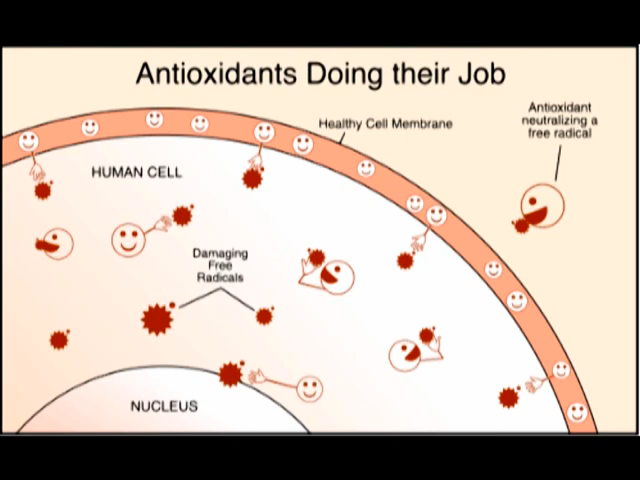 Antioxidants Doing their Job
Healthy Cell Membrane
Antioxidant
neutralizing a
free radical
HUMAN CELL
Damaging
Free
Radicals
NUCLEUS